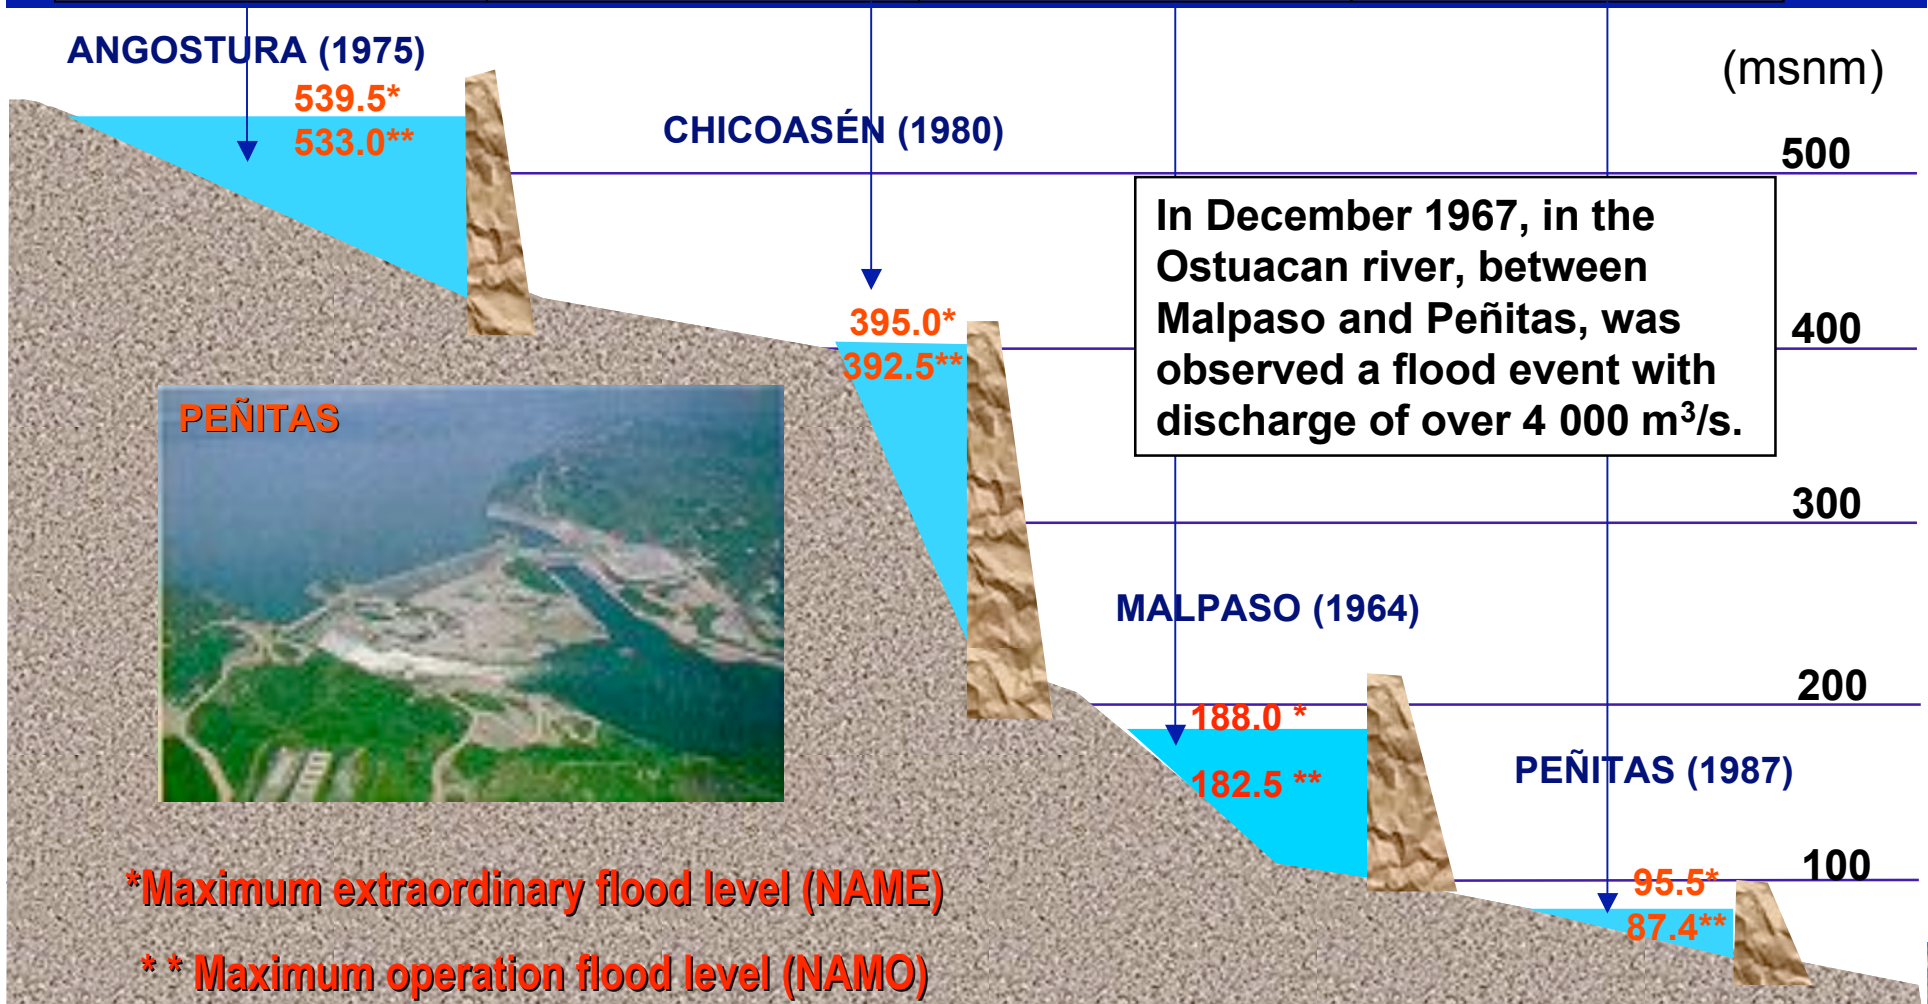 ANGOSTURA (1975)
(msnm)
539.5*
533.0**
CHICOASÉN (1980)
500
In December 1967, in the
Ostuacan river, between
Malpaso and Peñitas, was
observed a flood event with
discharge of over 4 000 m³/s.
395.0*
392.5**
400
PEÑITAS
300
MALPASO (1964)
200
188.0 *
182.5 **
PEÑITAS (1987)
100
95.5*
87.4**
*Maximum extraordinary flood level (NAME)
* * Maximum operation flood level (NAMO)